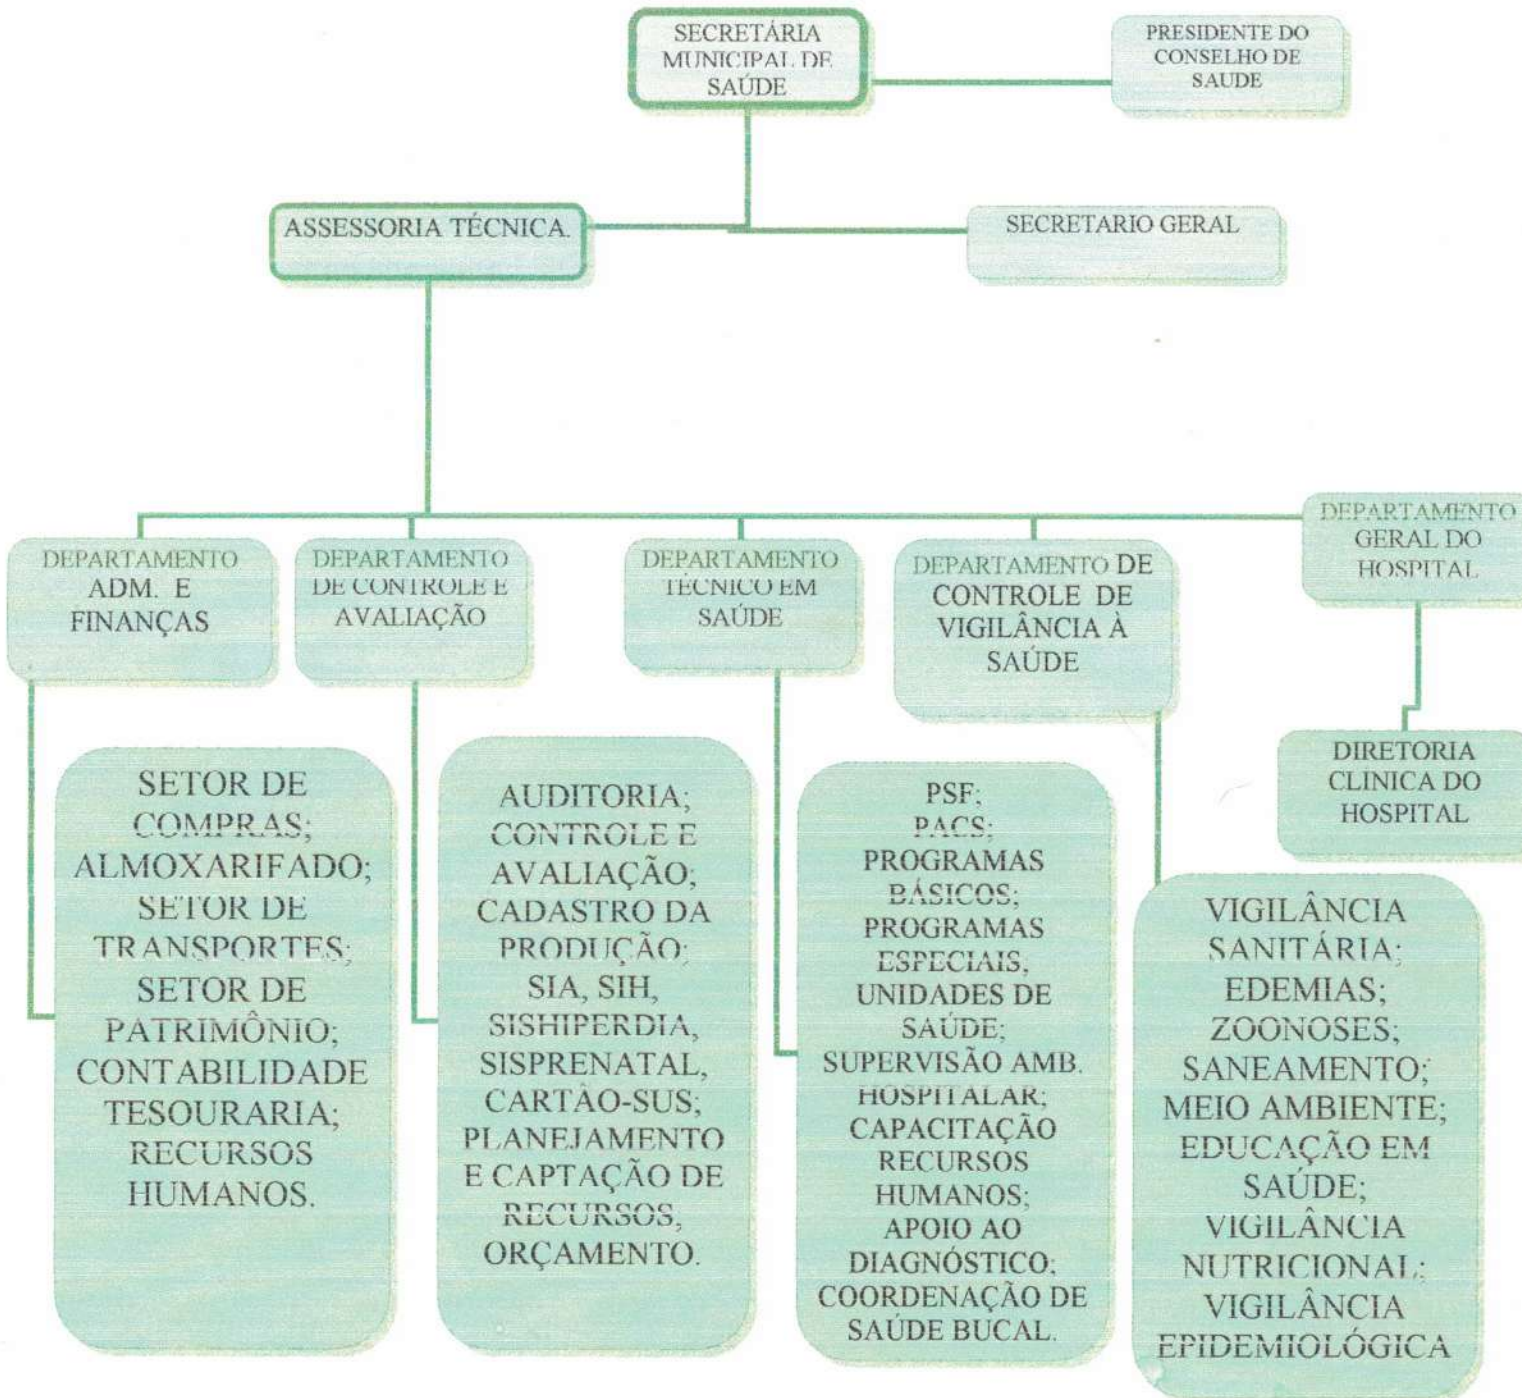 SECRETÁRIA
MUNICIPAL DE
SAÚDE
PRESIDENTE DO
CONSELHO DE
SAUDE
ASSESSORIA TÉCNICA.
SECRETARIO GERAL
DEPARTAMENTO
ADM. E
FINANÇAS
DEPARTAMENTO
DE CONTROLE E
AVALIAÇÃO
DEPARTAMENTO
TÉCNICO EM
SAÚDE
DEPARTAMENTO DE
CONTROLE DE
VIGILÂNCIA À
SAÚDE
DEPARTAMENTO
GERAL DO
HOSPITAL
SETOR DE
COMPRAS;
ALMOXARIFADO;
SETOR DE
TRANSPORTES;
SETOR DE
PATRIMÔNIO;
CONTABILIDADE
TESOURARIA;
RECURSOS
HUMANOS.
AUDITORIA;
CONTROLE E
AVALIAÇÃO,
CADASTRO DA
PRODUÇÃO;
SIA, SIH,
SISHIPERDIA,
SISPRENATAL,
CARTÃO-SUS;
PLANEJAMENTO
E CAPTAÇÃO DE
RECURSOS,
ORÇAMENTO.
PSF;
PACS;
PROGRAMAS
BÁSICOS;
PROGRAMAS
ESPECIAIS,
UNIDADES DE
SAÚDE;
SUPERVISÃO AMB.
HOSPITALAR;
CAPACITAÇÃO
RECURSOS
HUMANOS;
APOIO AO
DIAGNÓSTICO;
COORDENAÇÃO DE
SAÚDE BUCAL.
VIGILÂNCIA
SANITÁRIA;
EDEMIAS;
ZOONOSES;
SANEAMENTO;
MEIO AMBIENTE;
EDUCAÇÃO EM
SAÚDE;
VIGILÂNCIA
NUTRICIONAL;
VIGILÂNCIA
EPIDEMIOLÓGICA
DIRETORIA
CLINICA DO
HOSPITAL